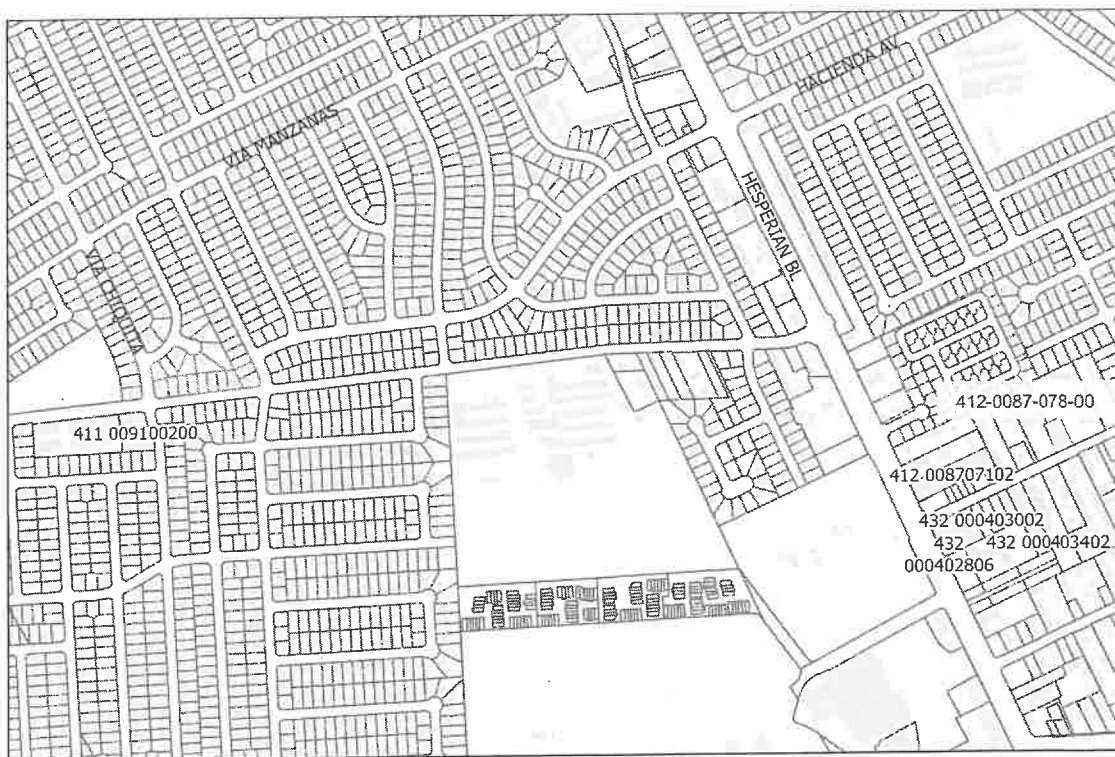 HACIENDA AV
VIA MANZANAS
HESPERIAN BL
VIA CHIQUITA
412-0087-078-00
411 009100200
412 008707102
432 000403002
432 432 000403402
000402806